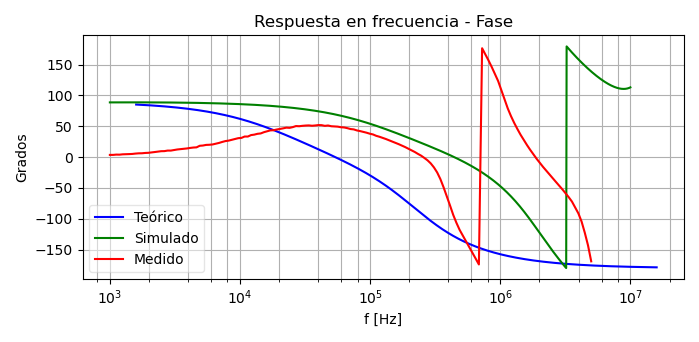 Respuesta en frecuencia - Fase
Grados
150
100
50
0
−50
−100
−150
Teórico
Simulado
Medido
10³
10⁴
10⁵
10⁶
10⁷
f [Hz]